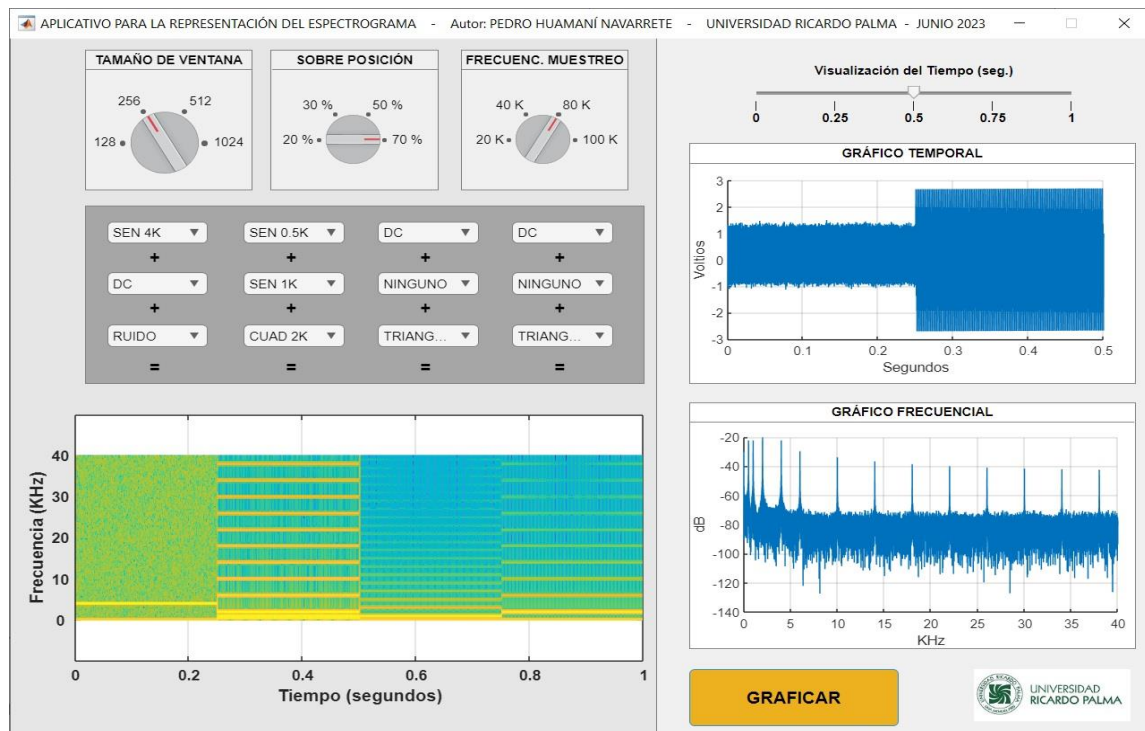 APLICATIVO PARA LA REPRESENTACIÓN DEL ESPECTROGRAMA - Autor: PEDRO HUAMANÍ NAVARRETE - UNIVERSIDAD RICARDO PALMA - JUNIO 2023
TAMAÑO DE VENTANA
256 512
128 1024
SOBRE POSICIÓN
30 % 50 %
20 % 70 %
FRECUENC. MUESTREO
40 K 80 K
20 K 100 K
SEN 4K SEN 0.5K DC DC
+ + + +
DC SEN 1K NINGUNO NINGUNO
+ + + +
RUIDO CUAD 2K TRIANG... TRIANG...
= = = =
40
30
20
10
0
Frecuencia (KHz)
0 0.2 0.4 0.6 0.8 1
Tiempo (segundos)
Visualización del Tiempo (seg.)
0 0.25 0.5 0.75 1
GRÁFICO TEMPORAL
3
2
1
0
-1
-2
-3
Voltios
0 0.1 0.2 0.3 0.4 0.5
Segundos
GRÁFICO FRECUENCIAL
-20
-40
-60
-80
-100
-120
-140
dB
0 5 10 15 20 25 30 35 40
KHz
GRAFICAR
UNIVERSIDAD
RICARDO PALMA